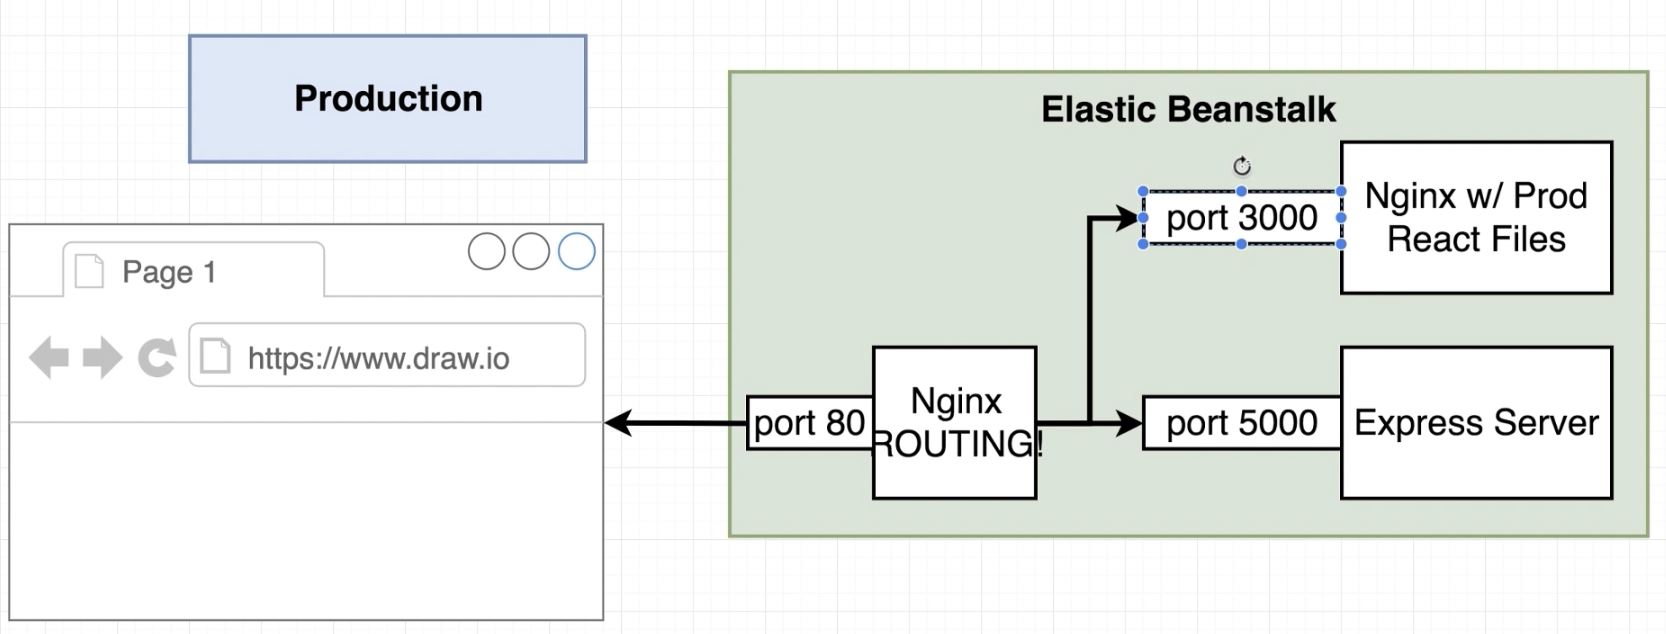 Production
Elastic Beanstalk
Page 1
https://www.draw.io
port 3000
Nginx w/ Prod
React Files
port 80
Nginx
ROUTING!
port 5000
Express Server